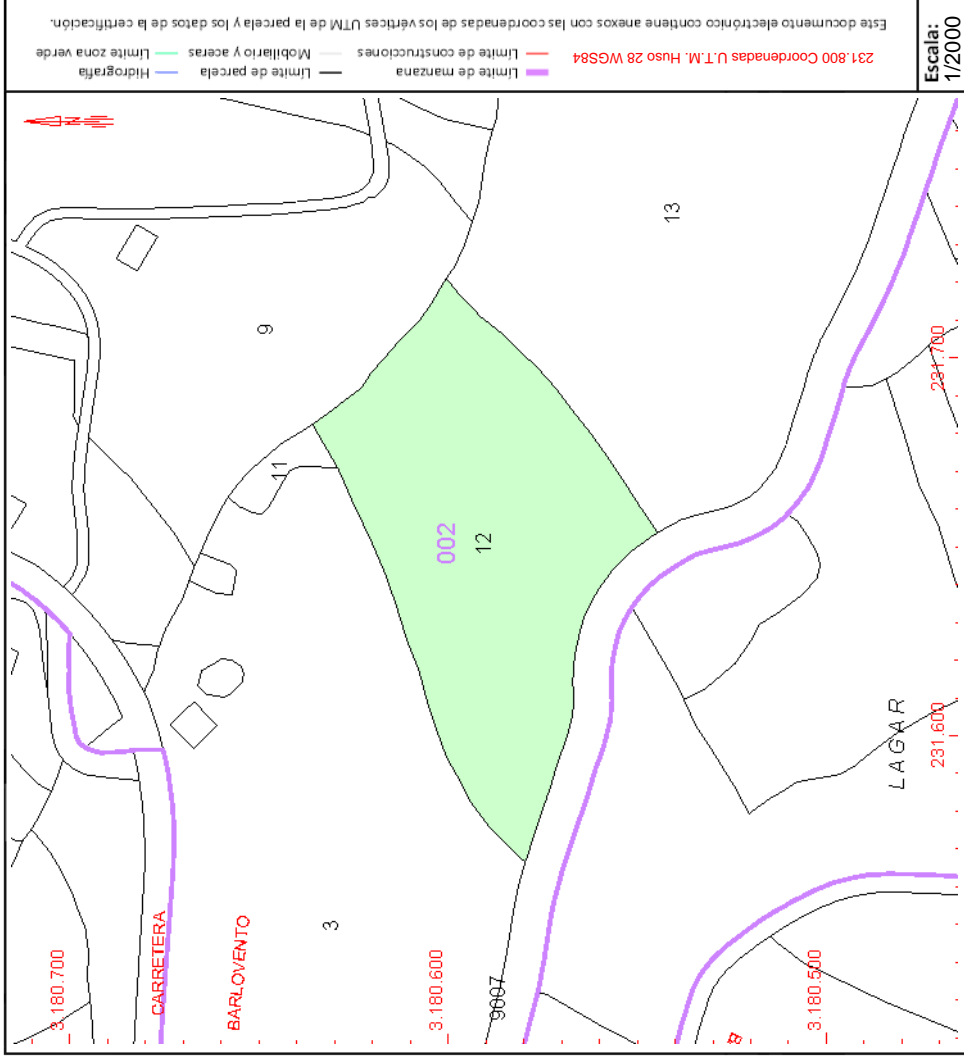 Este documento electrónico contiene anexos con las coordenadas de los vértices UTM de la parcela y los datos de la certificación.
231.800 Coordenadas U.T.M. Huso 28 WGS84
Límite de manzana
Límite de construcciones
Límite de parcela
Mobiliario y aceras
Hidrografía
Límite zona verde
Escala:
1/2000
N
3.180.700
CARRETERA
BARLOVENTO
3
3.180.600
9007
3.180.500
9
11
002
12
13
LAGAR
231.600
231.700